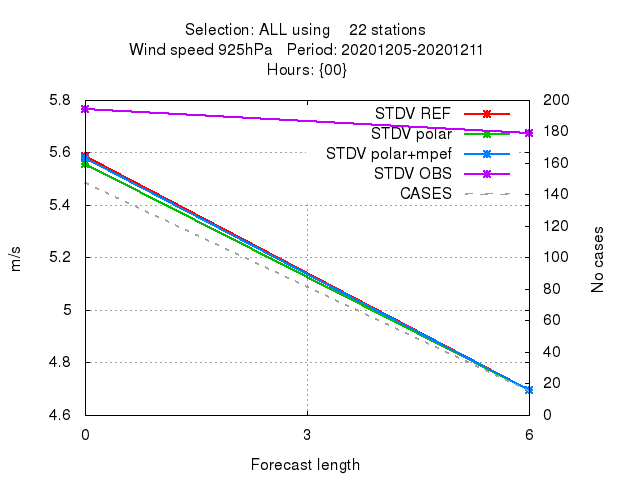 Selection: ALL using    22 stations
Wind speed 925hPa   Period: 20201205-20201211
Hours: {00}
5.8
5.6
5.4
5.2
5
4.8
4.6
m/s
STDV REF
STDV polar
STDV polar+mpef
STDV OBS
CASES
200
180
160
140
120
100
80
60
40
20
0
No cases
0 3 6
Forecast length